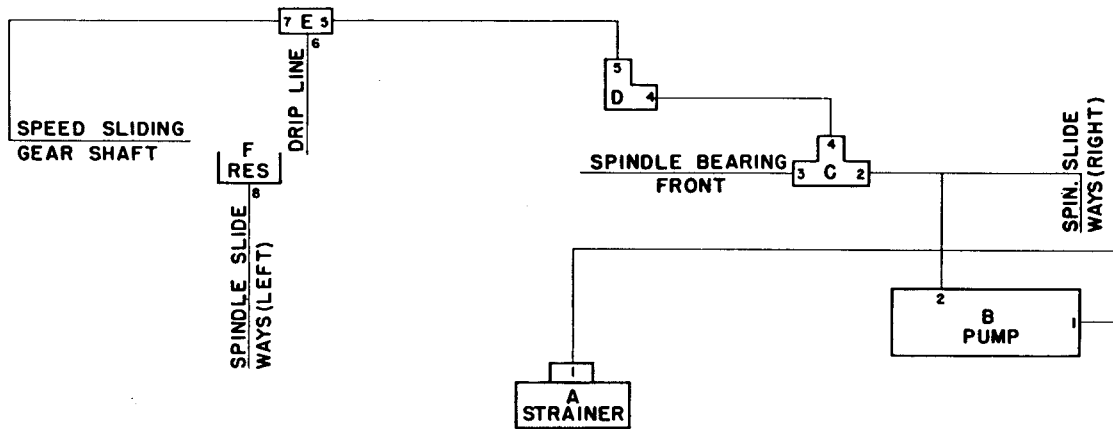 7 E 5
6
DRIP LINE
5
D 4
SPEED SLIDING
GEAR SHAFT
F
RES
8
SPINDLE SLIDE
WAYS (LEFT)
SPINDLE BEARING
FRONT
4
3 C 2
SPIN. SLIDE
WAYS (RIGHT)
2
B
PUMP
1
1
A
STRAINER